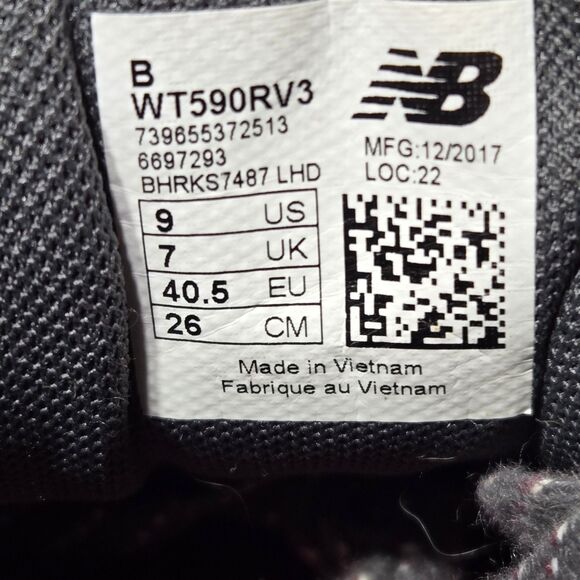 B
WT590RV3
739655372513
6697293
BHRKS7487 LHD
NB
MFG:12/2017
LOC:22
9 US
7 UK
40.5 EU
26 CM
Made in Vietnam
Fabrique au Vietnam